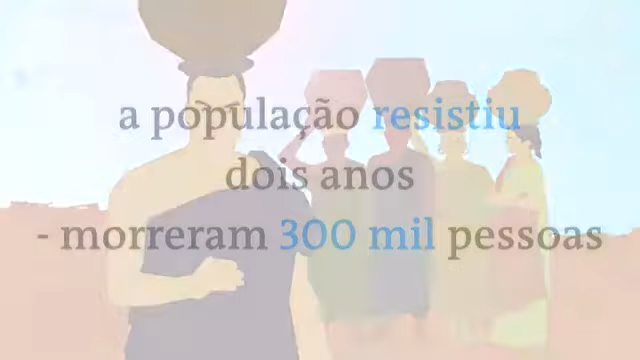 a população resistiu
dois anos
- morreram 300 mil pessoas